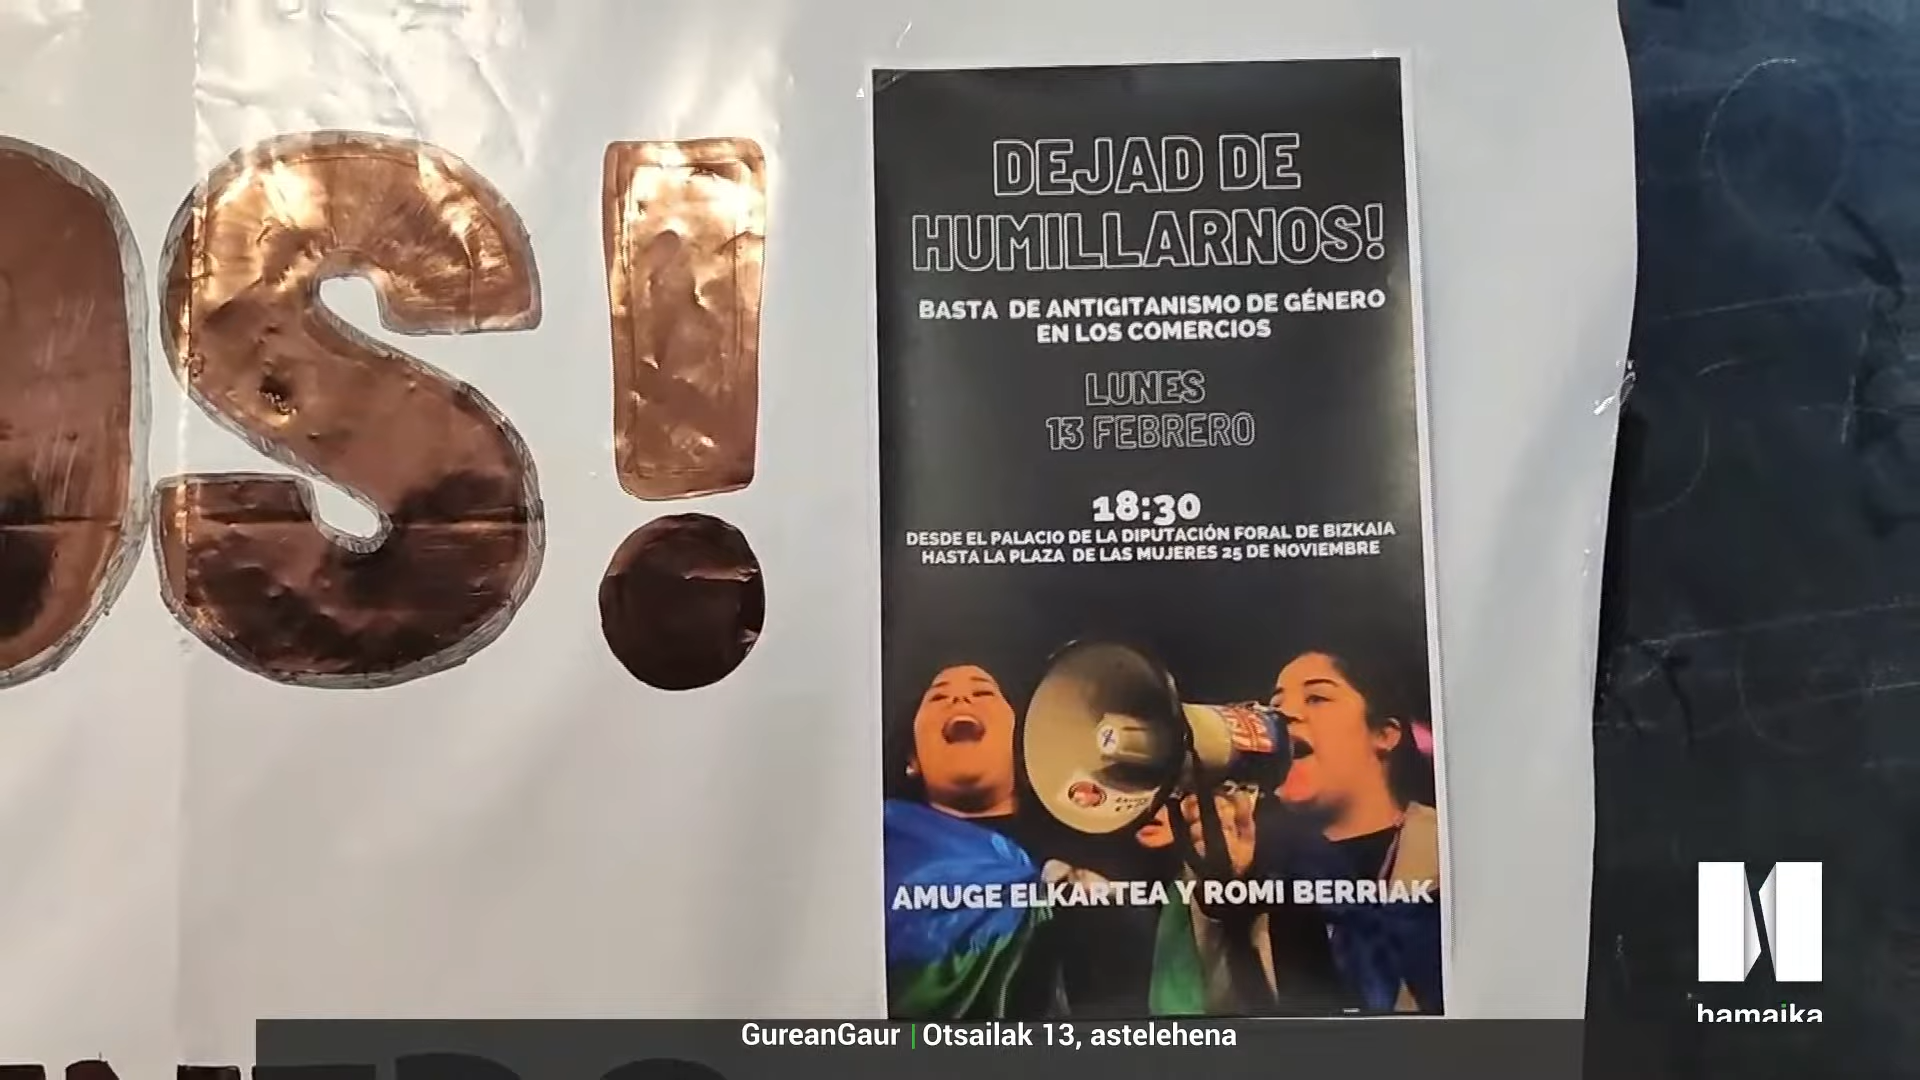 OS!
DEJAD DE
HUMILLARNOS!
BASTA DE ANTIGITANISMO DE GÉNERO
EN LOS COMERCIOS
LUNES
13 FEBRERO
18:30
DESDE EL PALACIO DE LA DIPUTACIÓN FORAL DE BIZKAIA
HASTA LA PLAZA DE LAS MUJERES 25 DE NOVIEMBRE
AMUGE ELKARTEA Y ROMI BERRIAK
hamaika
GureanGaur | Otsailak 13, astelehena